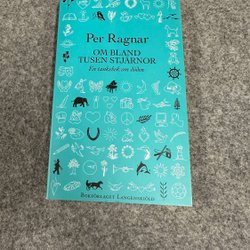 Per Ragnar
OM BLAND
TUSEN STJÄRNOR
En tankebok om döden
BOKFÖRLAGET LANGENSKIÖLD